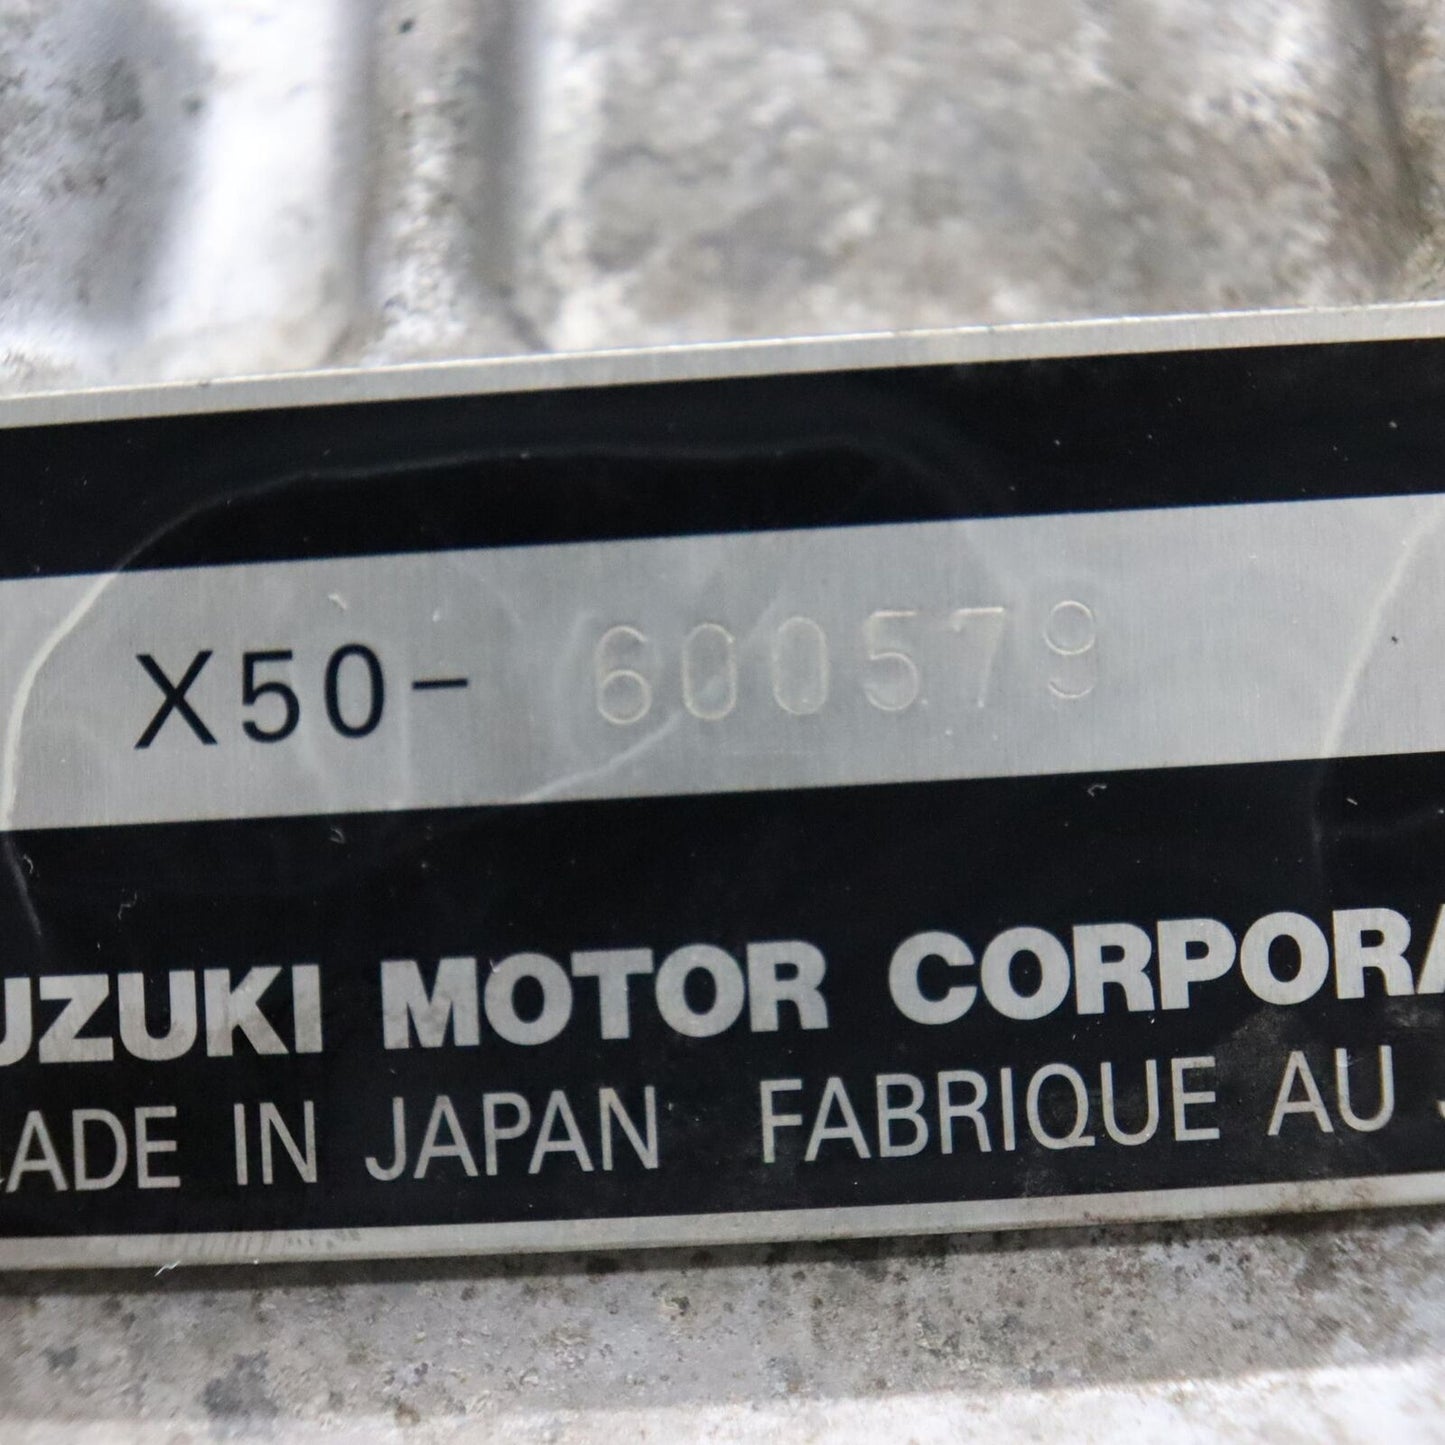 X50- 600579
UZUKI MOTOR CORPORA
ADE IN JAPAN FABRIQUE AU